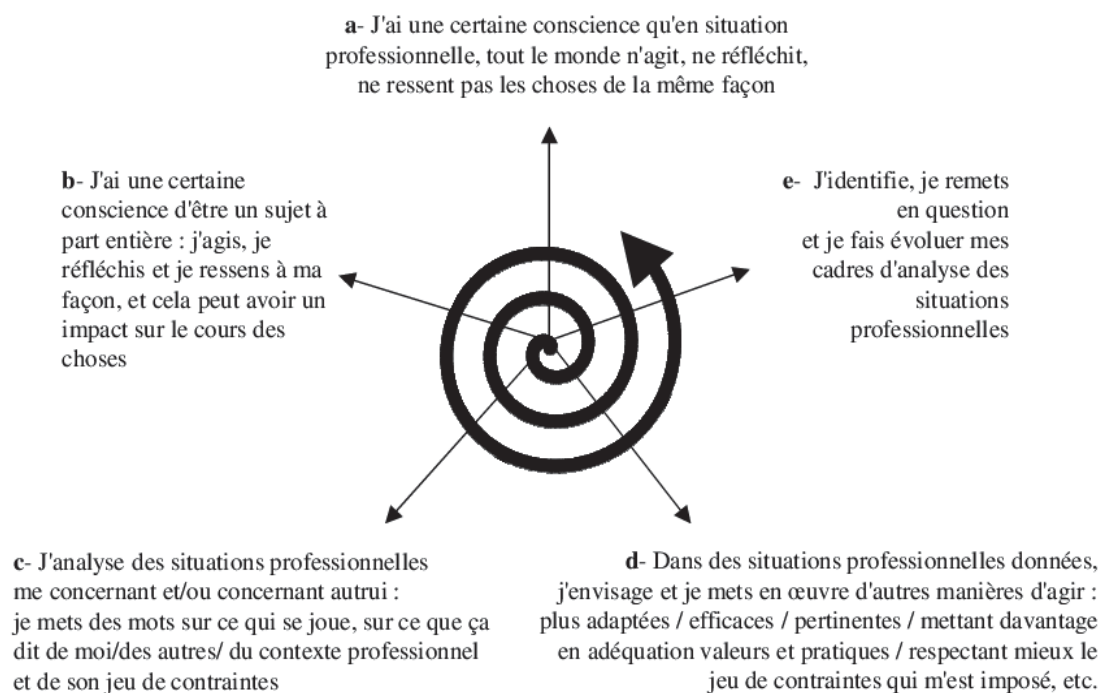 a- J'ai une certaine conscience qu'en situation
professionnelle, tout le monde n'agit, ne réfléchit,
ne ressent pas les choses de la même façon
b- J'ai une certaine
conscience d'être un sujet à
part entière : j'agis, je
réfléchis et je ressens à ma
façon, et cela peut avoir un
impact sur le cours des
choses
c- J'analyse des situations professionnelles
me concernant et/ou concernant autrui :
je mets des mots sur ce qui se joue, sur ce que ça
dit de moi/des autres/ du contexte professionnel
et de son jeu de contraintes
d- Dans des situations professionnelles données,
j'envisage et je mets en œuvre d'autres manières d'agir :
plus adaptées / efficaces / pertinentes / mettant davantage
en adéquation valeurs et pratiques / respectant mieux le
jeu de contraintes qui m'est imposé, etc.
e- J'identifie, je remets
en question
et je fais évoluer mes
cadres d'analyse des
situations
professionnelles